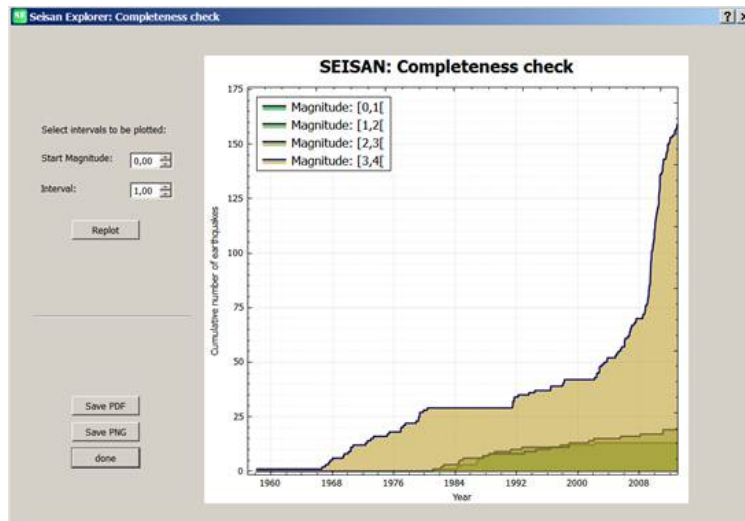 SE Seisan Explorer: Completeness check
? x
SEISAN: Completeness check
Select intervals to be plotted:
Start Magnitude: 0,00
Interval: 1,00
Replot
Save PDF
Save PNG
done
Magnitude: [0,1[
Magnitude: [1,2[
Magnitude: [2,3[
Magnitude: [3,4[
Cumulative number of earthquakes
175
150
125
100
75
50
25
0
1960 1968 1976 1984 1992 2000 2008
Year